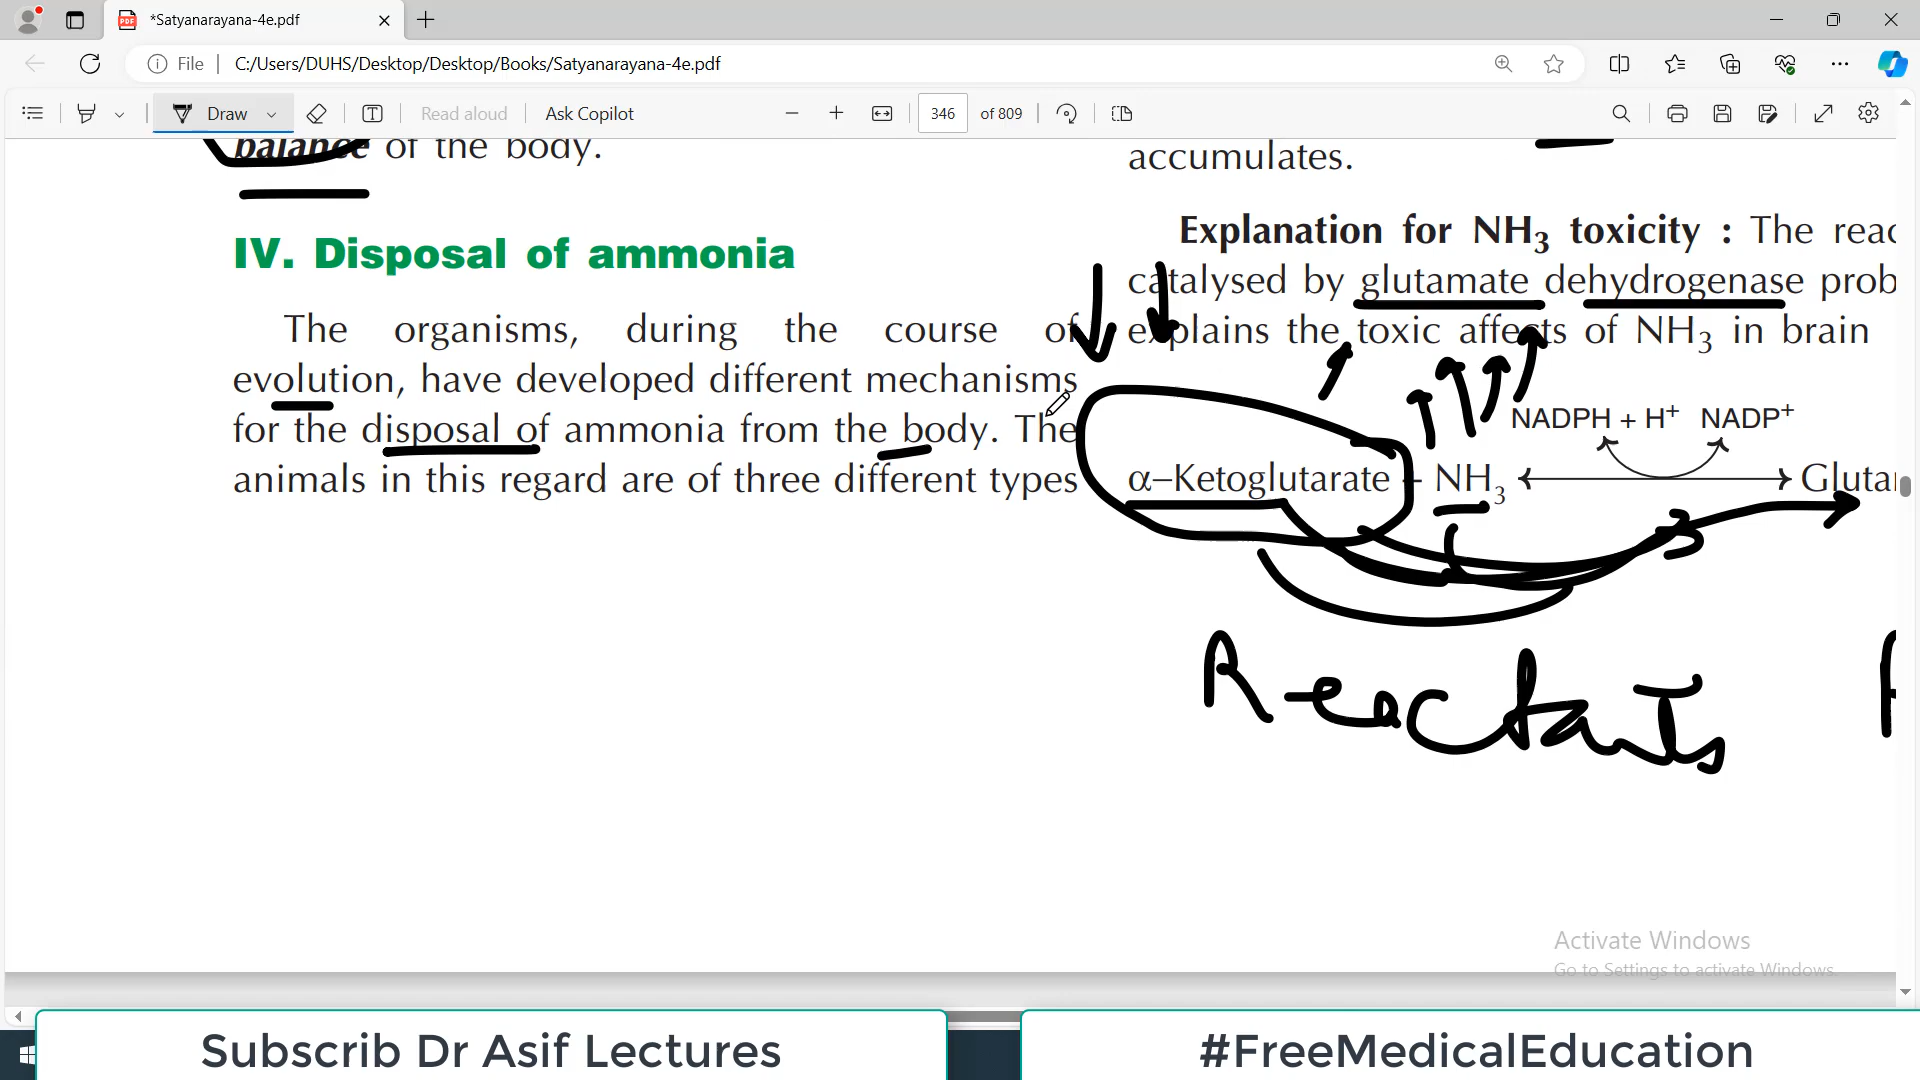 *Satyanarayana-4e.pdf
File
C:/Users/DUHS/Desktop/Desktop/Books/Satyanarayana-4e.pdf
Draw
Read aloud
Ask Copilot
346
of 809
balance of the body.
IV. Disposal of ammonia
The organisms, during the course of
evolution, have developed different mechanisms
for the disposal of ammonia from the body. The
animals in this regard are of three different types
accumulates.
Explanation for NH3 toxicity : The reac
catalysed by glutamate dehydrogenase prob
explains the toxic affects of NH3 in brain
NADPH + H+ NADP+
α–Ketoglutarate + NH3 Glutar
Reactats
Activate Windows
Go to Settings to activate Windows.
Subscrib Dr Asif Lectures
#FreeMedicalEducation